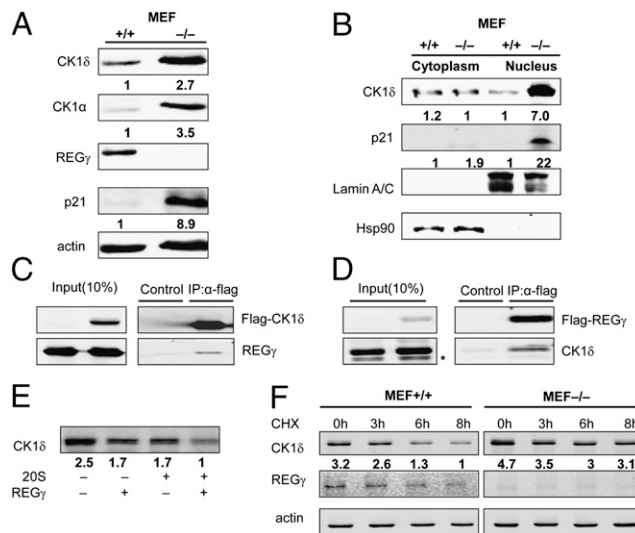 A
MEF
+/+ –/–
CK1δ
1 2.7
CK1α
1 3.5
REGγ
p21
1 8.9
actin
B
MEF
+/+ –/– +/+ –/–
Cytoplasm Nucleus
CK1δ
1.2 1 1 7.0
p21
1 1.9 1 22
Lamin A/C
Hsp90
C
Input(10%) Control IP:α-flag
Flag-CK1δ
REGγ
D
Input(10%) Control IP:α-flag
Flag-REGγ
* CK1δ
E
CK1δ
2.5 1.7 1.7 1
20S – – + +
REGγ – + – +
F
MEF+/+ MEF–/–
CHX 0h 3h 6h 8h 0h 3h 6h 8h
CK1δ
3.2 2.6 1.3 1 4.7 3.5 3 3.1
REGγ
actin